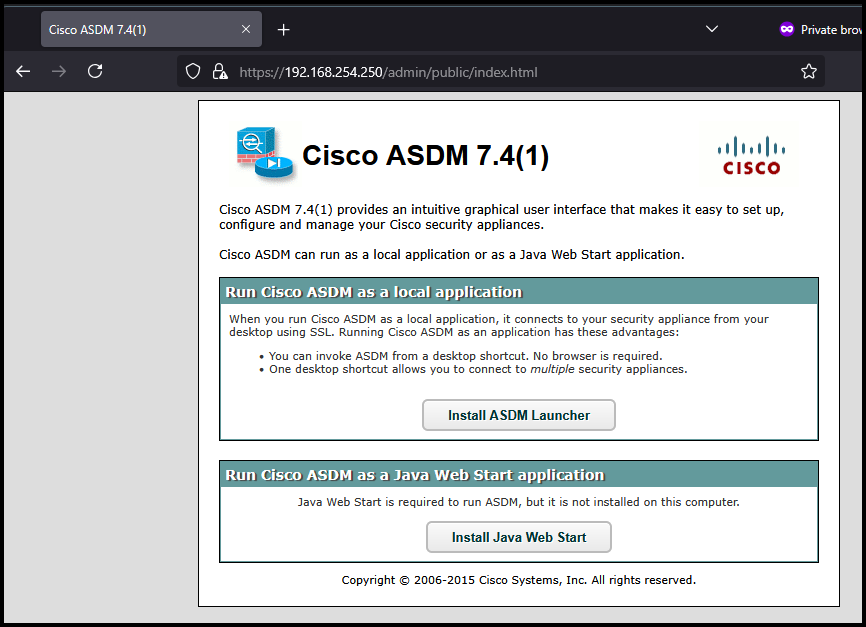 Cisco ASDM 7.4(1)
https://192.168.254.250/admin/public/index.html
Cisco ASDM 7.4(1)
CISCO
Cisco ASDM 7.4(1) provides an intuitive graphical user interface that makes it easy to set up,
configure and manage your Cisco security appliances.
Cisco ASDM can run as a local application or as a Java Web Start application.
Run Cisco ASDM as a local application
When you run Cisco ASDM as a local application, it connects to your security appliance from your
desktop using SSL. Running Cisco ASDM as an application has these advantages:
• You can invoke ASDM from a desktop shortcut. No browser is required.
• One desktop shortcut allows you to connect to multiple security appliances.
Install ASDM Launcher
Run Cisco ASDM as a Java Web Start application
Java Web Start is required to run ASDM, but it is not installed on this computer.
Install Java Web Start
Copyright © 2006-2015 Cisco Systems, Inc. All rights reserved.
Private brow